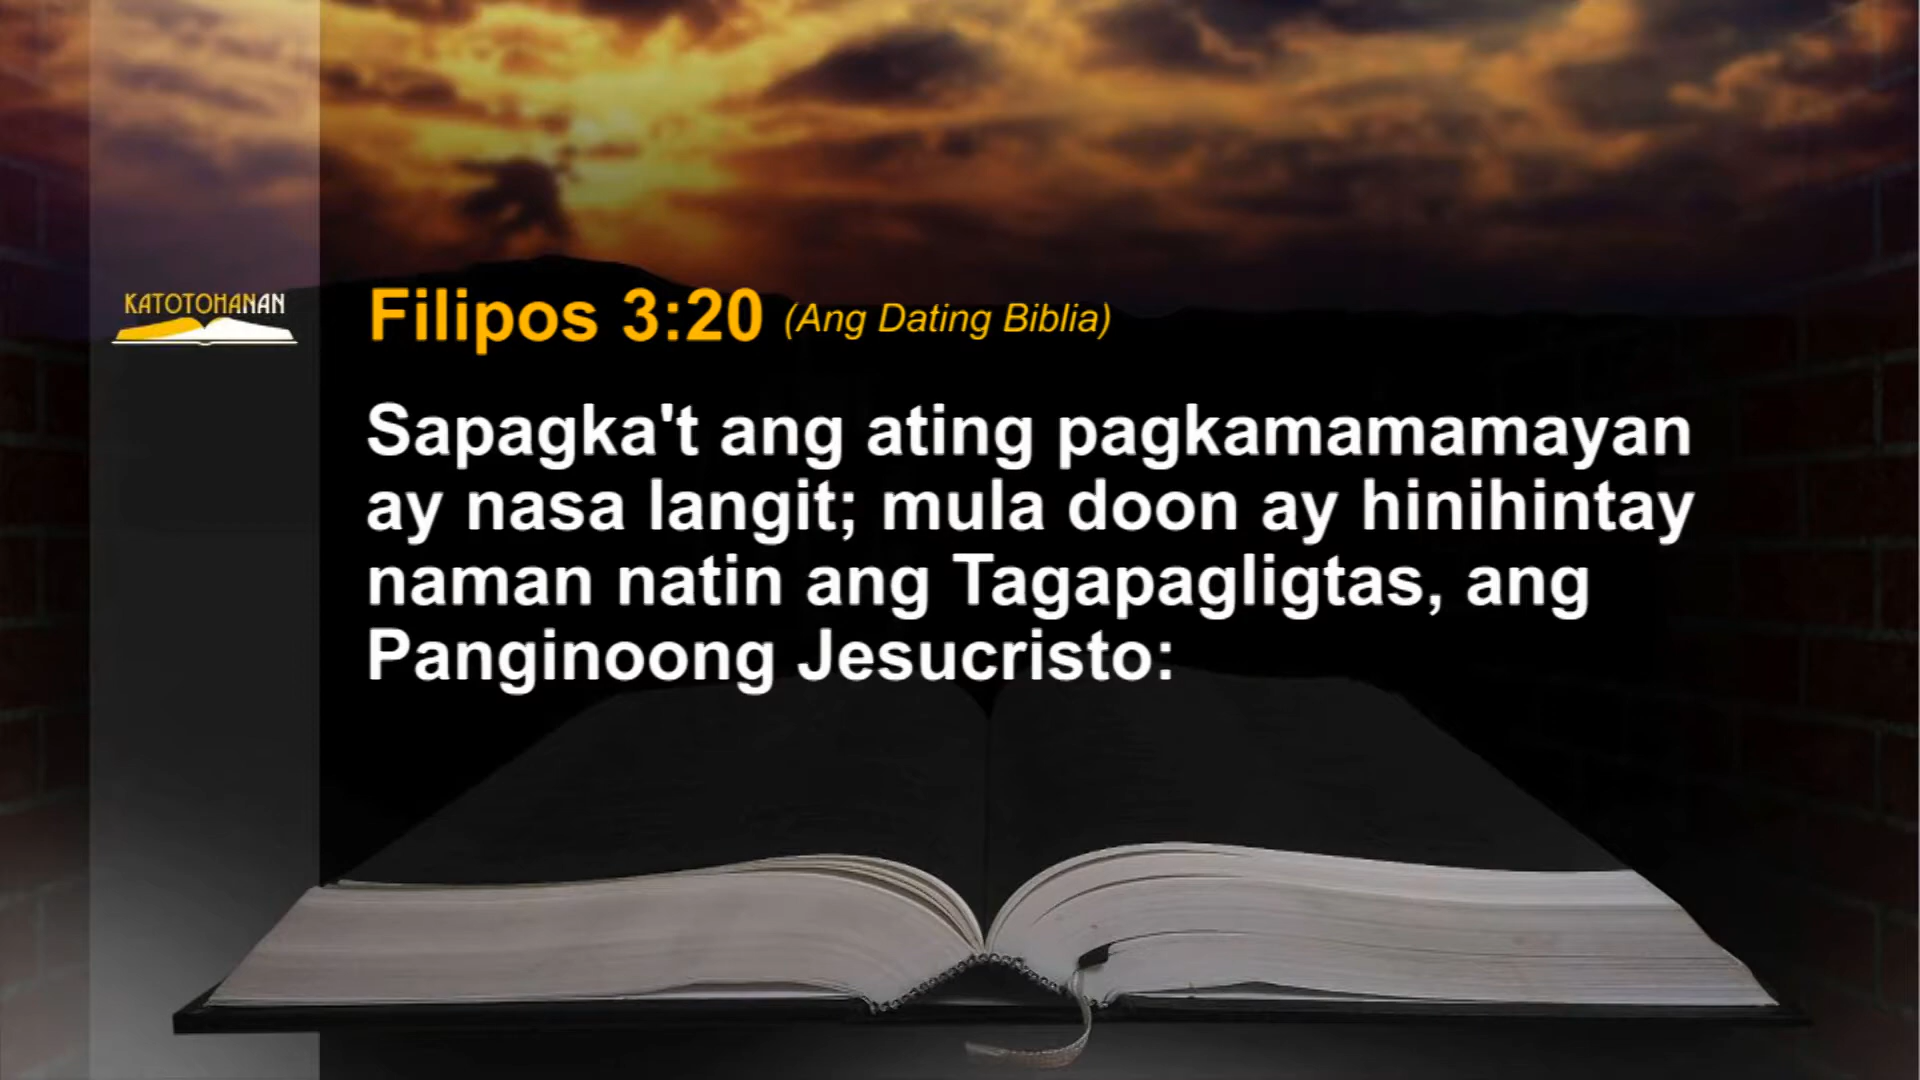 KATOTOHANAN
Filipos 3:20 (Ang Dating Biblia)
Sapagka't ang ating pagkamamamayan
ay nasa langit; mula doon ay hinihintay
naman natin ang Tagapagligtas, ang
Panginoong Jesucristo: